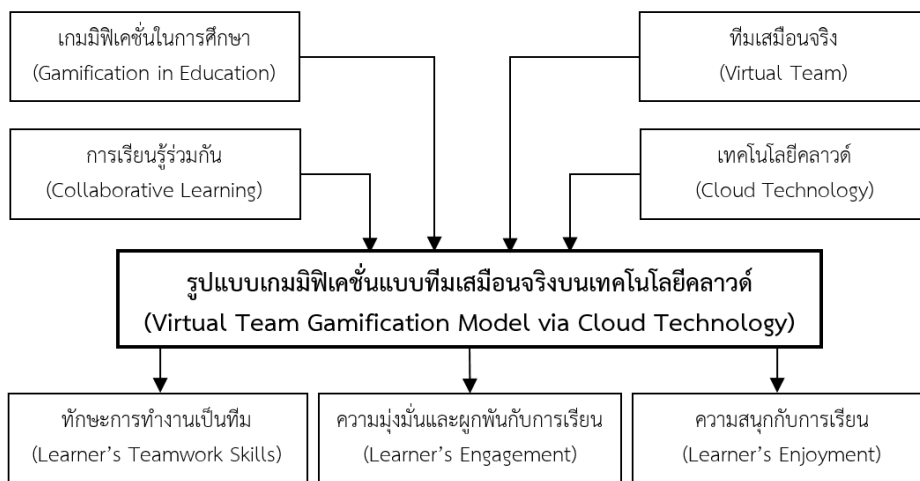 เกมมิฟิเคชั่นในการศึกษา
(Gamification in Education)
ทีมเสมือนจริง
(Virtual Team)
การเรียนรู้ร่วมกัน
(Collaborative Learning)
เทคโนโลยีคลาวด์
(Cloud Technology)
รูปแบบเกมมิฟิเคชั่นแบบทีมเสมือนจริงบนเทคโนโลยีคลาวด์
(Virtual Team Gamification Model via Cloud Technology)
ทักษะการทำงานเป็นทีม
(Learner's Teamwork Skills)
ความมุ่งมั่นและผูกพันกับการเรียน
(Learner's Engagement)
ความสนุกกับการเรียน
(Learner's Enjoyment)